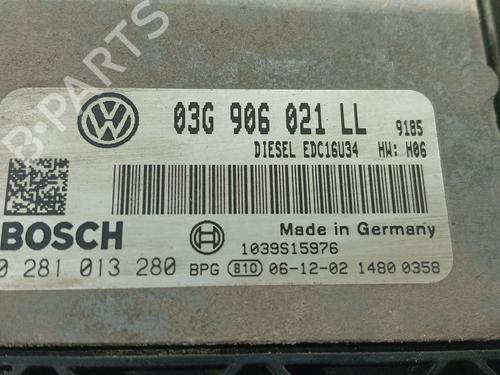 B-PARTS
03G 906 021 LL 9185
DIESEL EDC16U34 HW: H06
BOSCH
Made in Germany
1039S15976
0 281 013 280 BPG 810 06-12-02 1480 0358